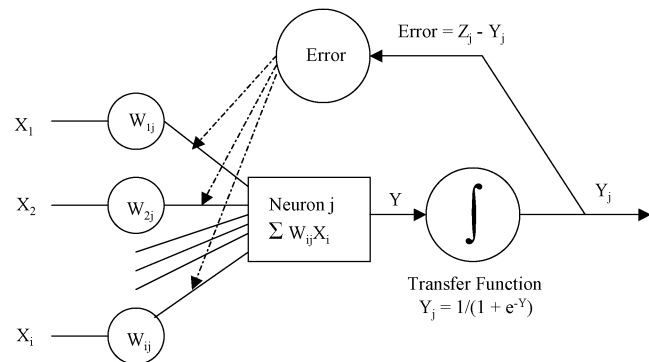 Error = Zj - Yj
Error
X1
W1j
X2
W2j
Neuron j
∑ WijXi
Y
∫
Yj
Transfer Function
Yj = 1/(1 + e-Y)
Xi
Wij